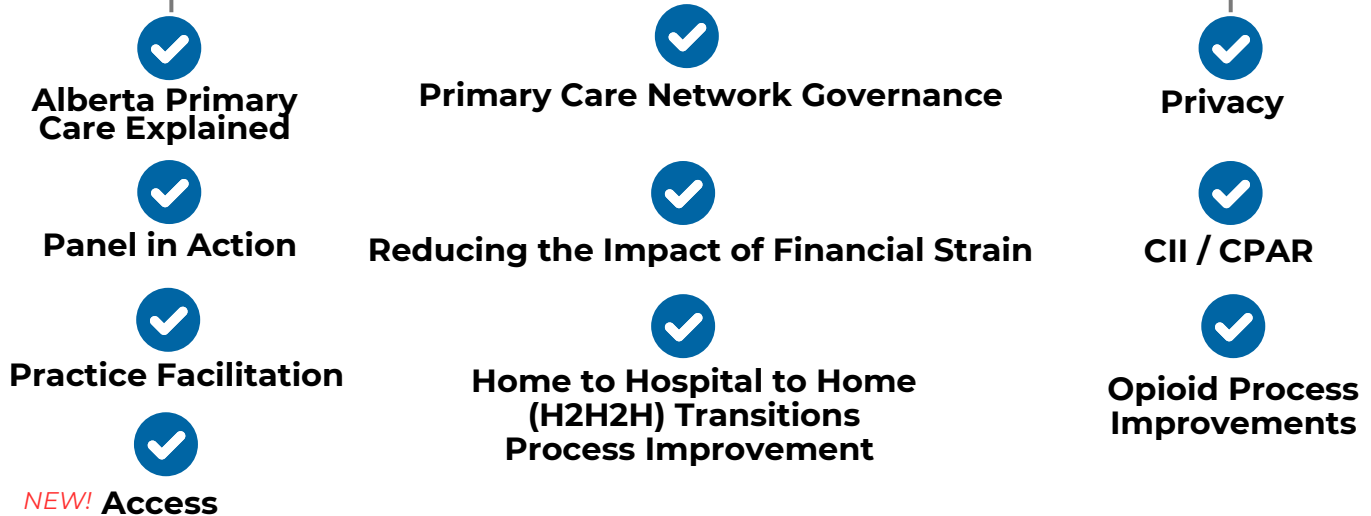 Alberta Primary
Care Explained
Panel in Action
Practice Facilitation
NEW! Access
Primary Care Network Governance
Reducing the Impact of Financial Strain
Home to Hospital to Home
(H2H2H) Transitions
Process Improvement
Privacy
CII / CPAR
Opioid Process
Improvements